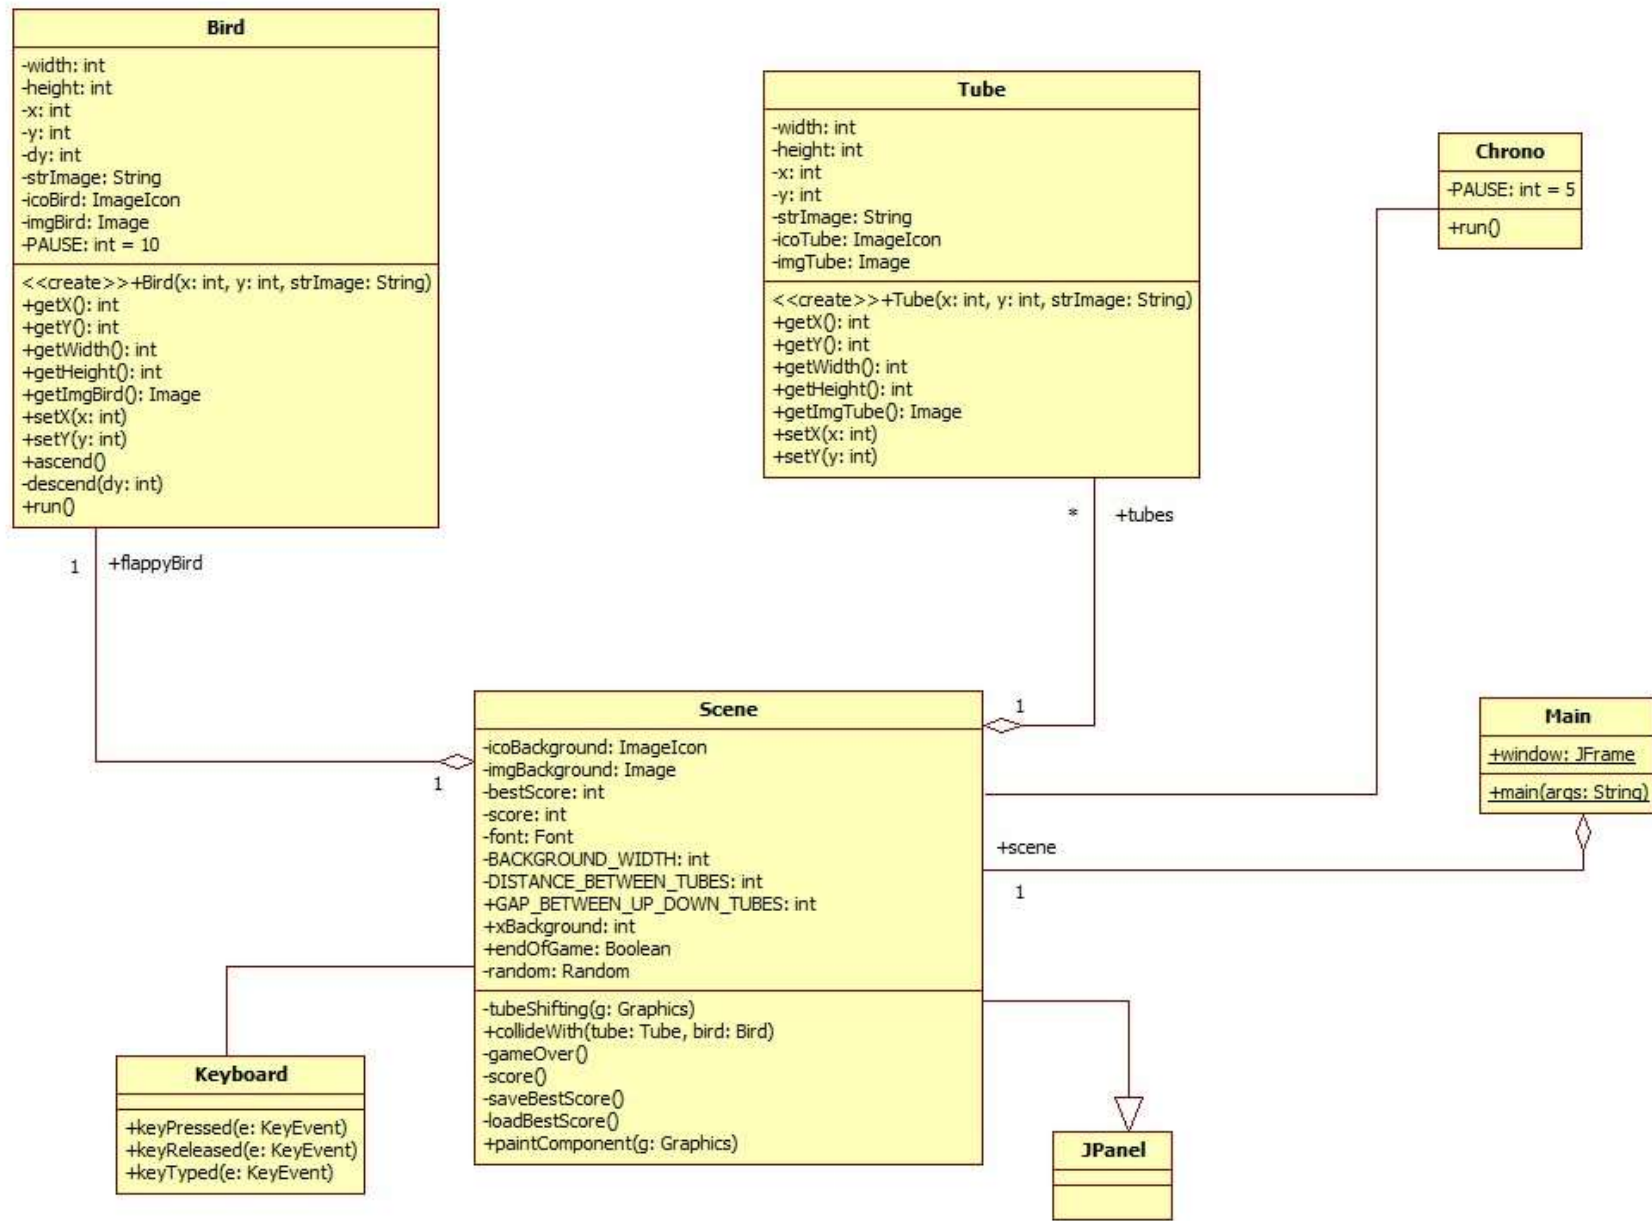 Bird
-width: int
-height: int
-x: int
-y: int
-dy: int
-strImage: String
-icoBird: ImageIcon
-imgBird: Image
-PAUSE: int = 10
<<create>>+Bird(x: int, y: int, strImage: String)
+getX(): int
+getY(): int
+getWidth(): int
+getHeight(): int
+getImgBird(): Image
+setX(x: int)
+setY(y: int)
+ascend()
-descend(dy: int)
+run()
1
+flappyBird
1
Tube
-width: int
-height: int
-x: int
-y: int
-strImage: String
-icoTube: ImageIcon
-imgTube: Image
<<create>>+Tube(x: int, y: int, strImage: String)
+getX(): int
+getY(): int
+getWidth(): int
+getHeight(): int
+getImgTube(): Image
+setX(x: int)
+setY(y: int)
*
+tubes
1
Chrono
-PAUSE: int = 5
+run()
Scene
-icoBackground: ImageIcon
-imgBackground: Image
-bestScore: int
-score: int
-font: Font
-BACKGROUND_WIDTH: int
-DISTANCE_BETWEEN_TUBES: int
+GAP_BETWEEN_UP_DOWN_TUBES: int
+xBackground: int
+endOfGame: Boolean
-random: Random
-tubeShifting(g: Graphics)
+collideWith(tube: Tube, bird: Bird)
-gameOver()
-score()
-saveBestScore()
-loadBestScore()
+paintComponent(g: Graphics)
Main
+window: JFrame
+main(args: String)
+scene
1
Keyboard
+keyPressed(e: KeyEvent)
+keyReleased(e: KeyEvent)
+keyTyped(e: KeyEvent)
JPanel